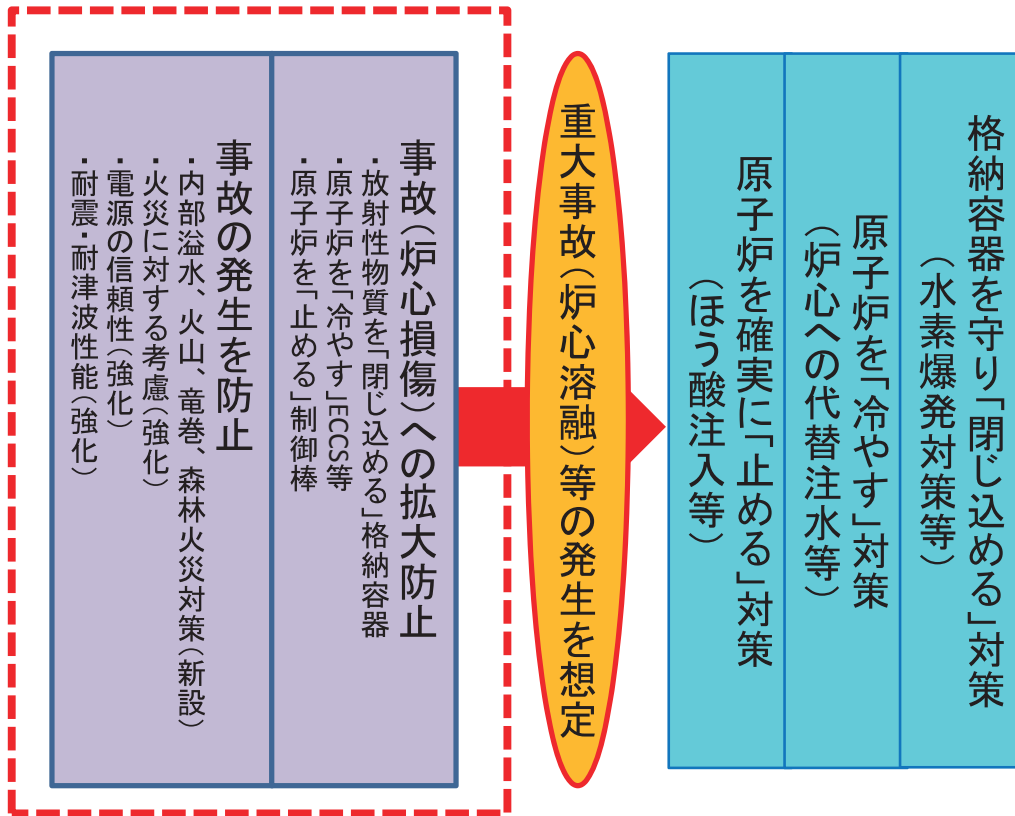 格納容器を守り「閉じ込める」対策
（水素爆発対策等）
原子炉を「冷やす」対策
（炉心への代替注水等）
原子炉を確実に「止める」対策
（ほう酸注入等）
重大事故（炉心溶融）等の発生を想定
事故（炉心損傷）への拡大防止
・放射性物質を「閉じ込める」格納容器
・原子炉を「冷やす」ECCS等
・原子炉を「止める」制御棒
事故の発生を防止
・内部溢水、火山、竜巻、森林火災対策（新設）
・火災に対する考慮（強化）
・電源の信頼性（強化）
・耐震・耐津波性能（強化）